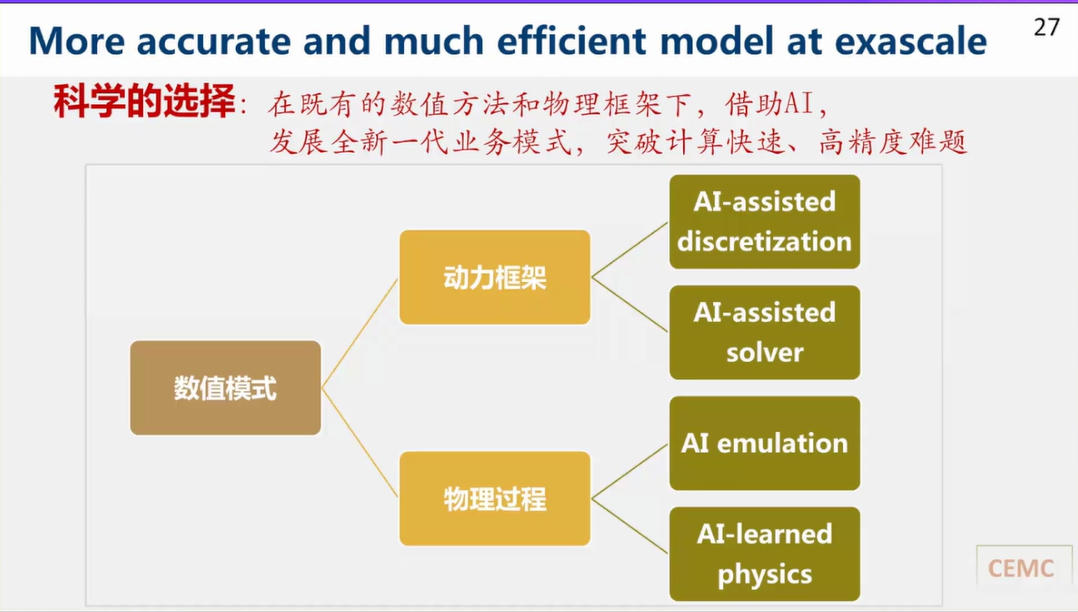 More accurate and much efficient model at exascale
27
科学的选择：在既有的数值方法和物理框架下，借助AI，
发展全新一代业务模式，突破计算快速、高精度难题
数值模式
动力框架
AI-assisted
discretization
AI-assisted
solver
物理过程
AI emulation
AI-learned
physics
CEMC